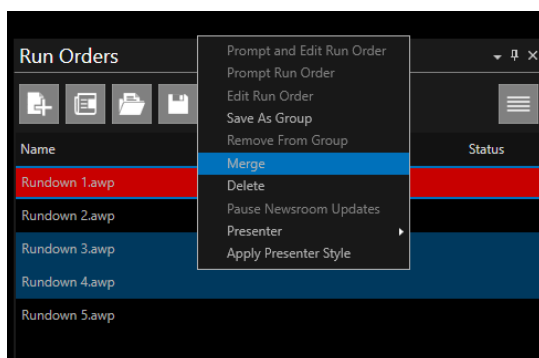 Run Orders
Prompt and Edit Run Order
Prompt Run Order
Edit Run Order
Save As Group
Remove From Group
Merge
Delete
Pause Newsroom Updates
Presenter
Apply Presenter Style
Name
Status
Rundown 1.awp
Rundown 2.awp
Rundown 3.awp
Rundown 4.awp
Rundown 5.awp